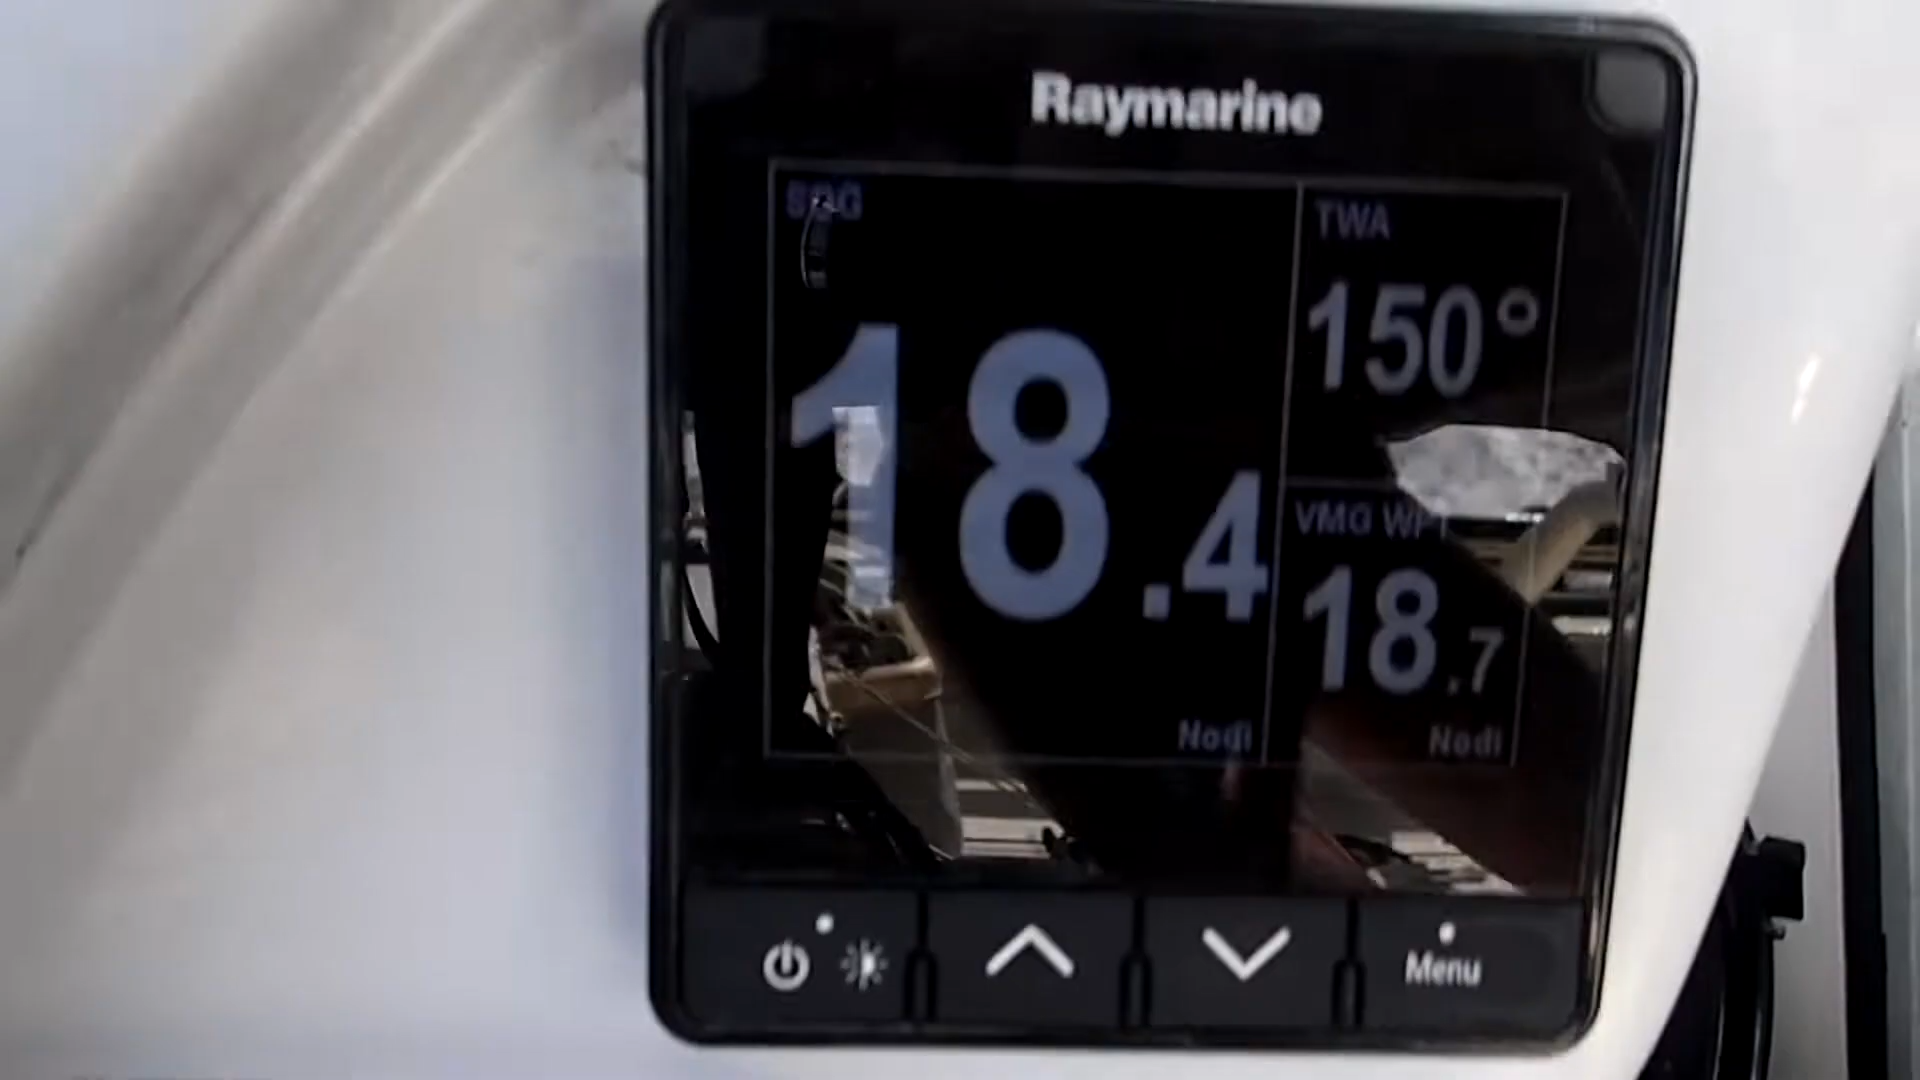 Raymarine
SOG
18.4
Nodi
TWA
150°
VMG WPT
18.7
Nodi
Menu